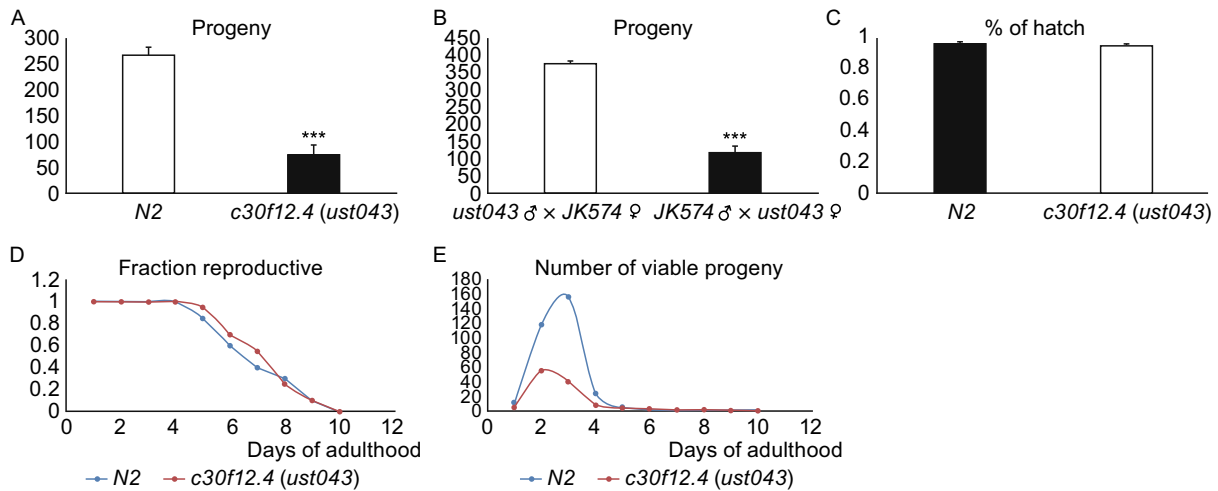 A
Progeny
300
250
200
150
100
50
0
***
N2
c30f12.4 (ust043)
B
Progeny
450
400
350
300
250
200
150
100
50
0
***
ust043 ♂ × JK574 ♀
JK574 ♂ × ust043 ♀
C
% of hatch
1
0.8
0.6
0.4
0.2
0
N2
c30f12.4 (ust043)
D
Fraction reproductive
1.2
1
0.8
0.6
0.4
0.2
0
0 2 4 6 8 10 12
Days of adulthood
N2
c30f12.4 (ust043)
E
Number of viable progeny
180
160
140
120
100
80
60
40
20
0
0 2 4 6 8 10 12
Days of adulthood
N2
c30f12.4 (ust043)